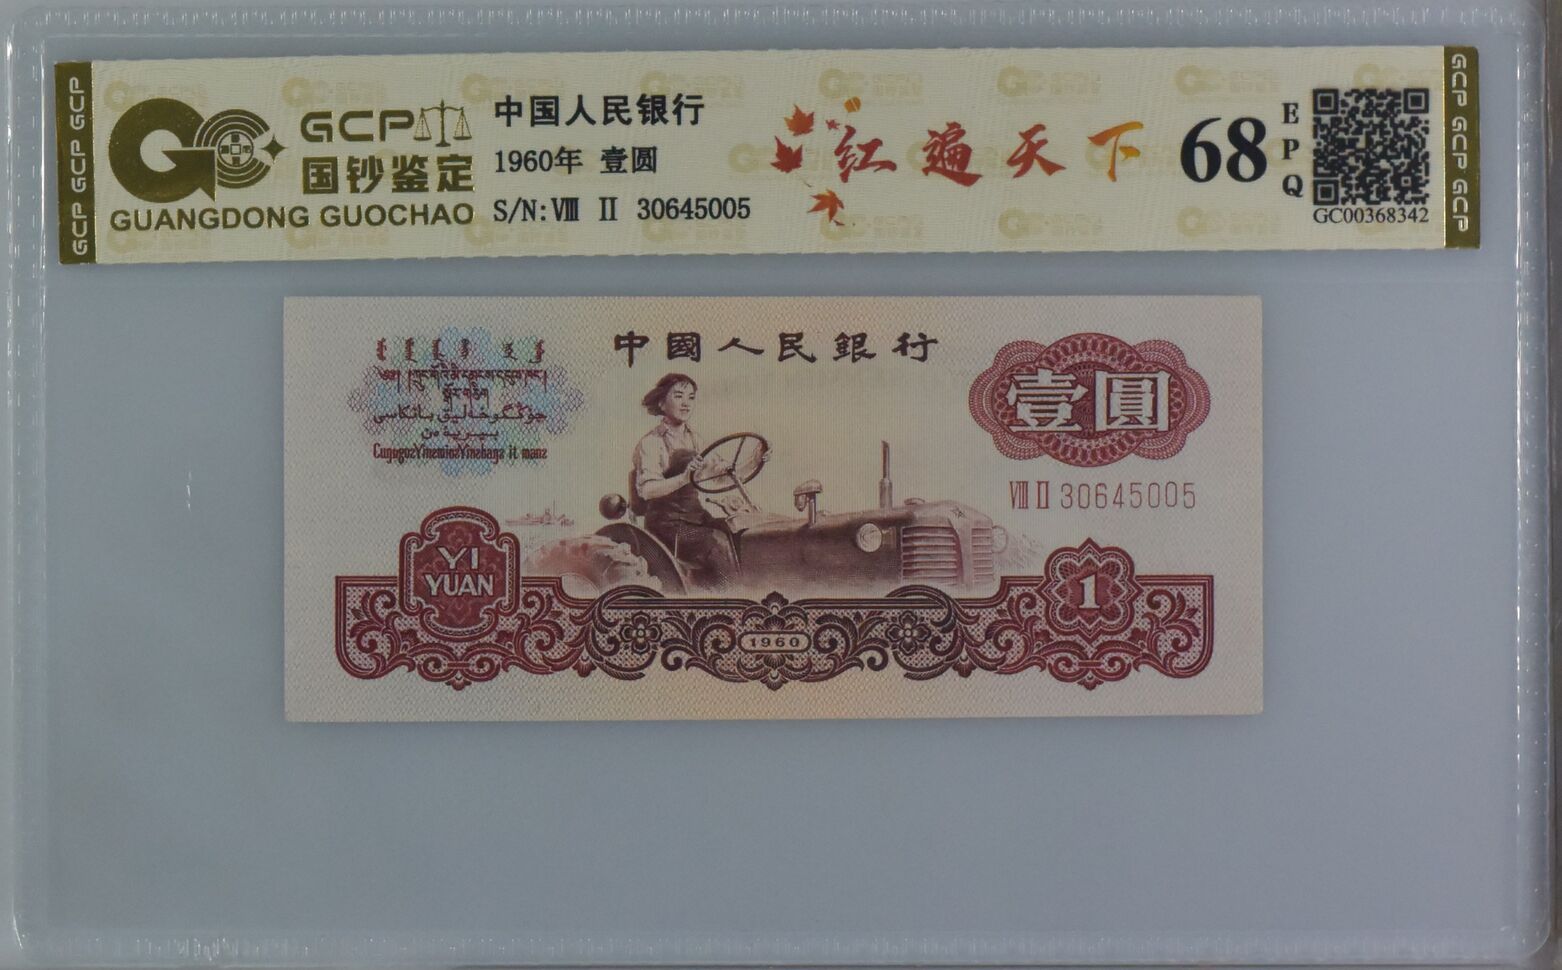 GCP GCP GCP
GCP
国钞鉴定
GUANGDONG GUOCHAO
中国人民银行
1960年 壹圆
S/N:Ⅷ Ⅱ 30645005
红遍天下
68
EPQ
GC00368342
GCP GCP GCP
中國人民銀行
壹圓
Ⅷ Ⅱ 30645005
YI
YUAN
1960
1